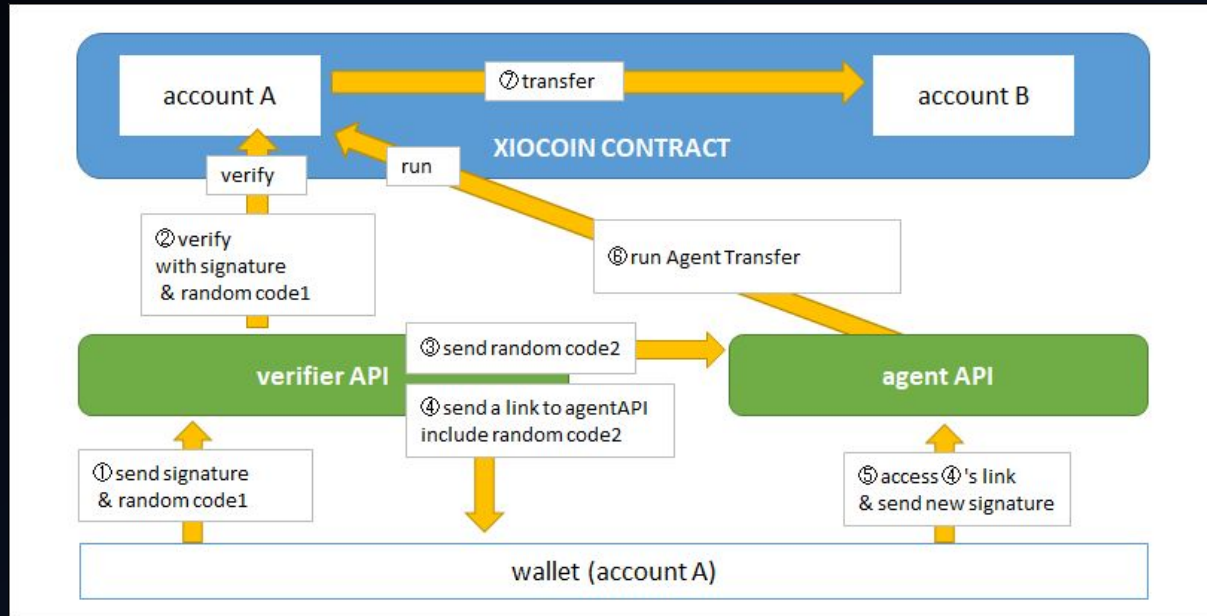 account A
⑦transfer
account B
XIOCOIN CONTRACT
verify
run
②verify
with signature
& random code1
⑥run Agent Transfer
③send random code2
verifier API
agent API
④send a link to agentAPI
include random code2
①send signature
& random code1
⑤access④'s link
& send new signature
wallet (account A)